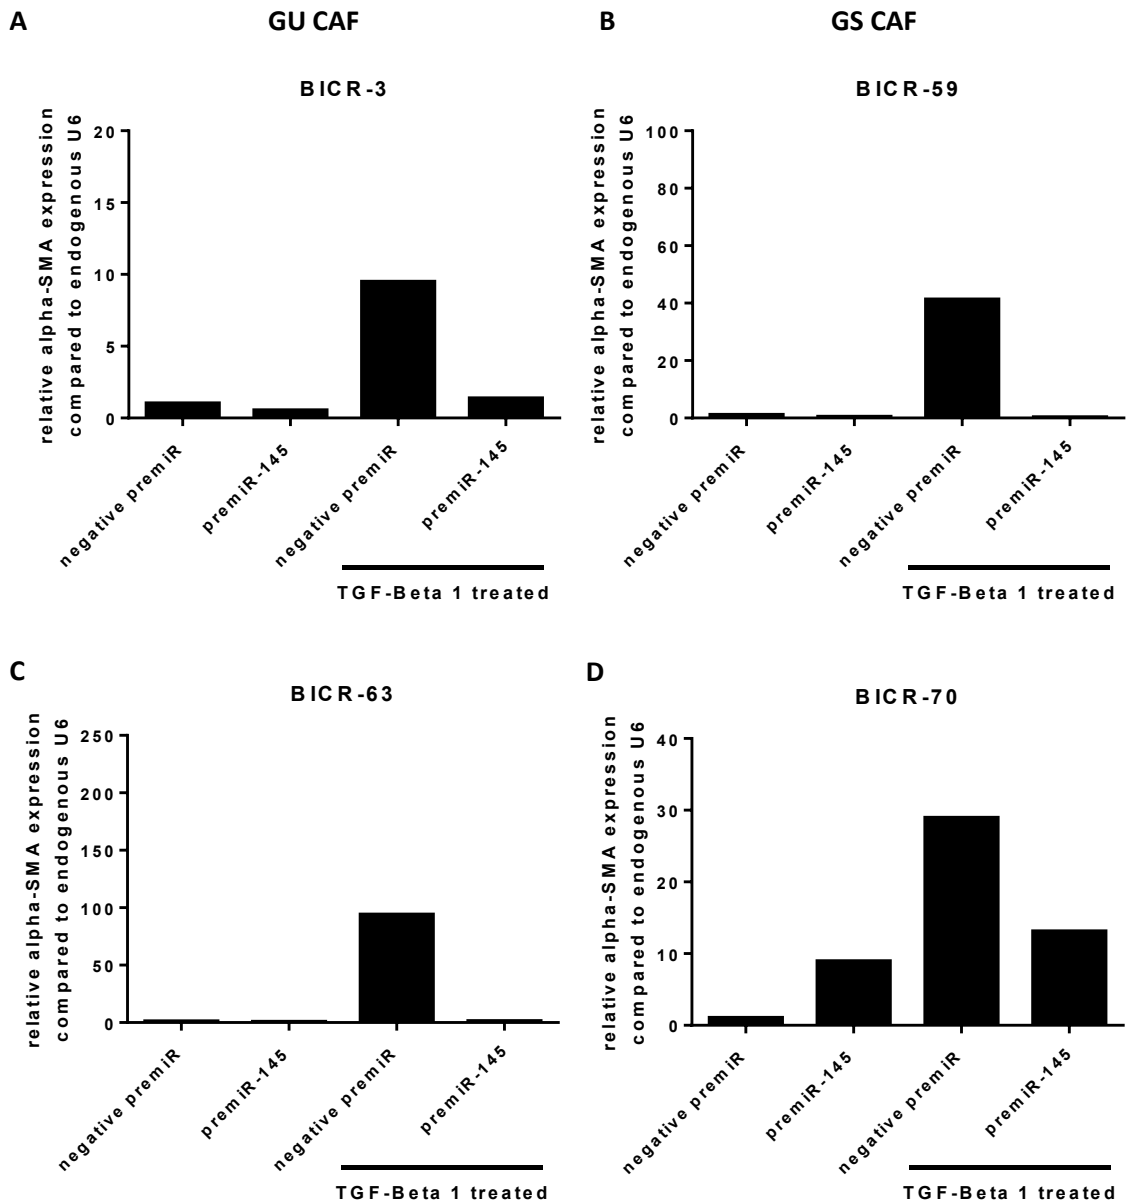 A
GU CAF
B
GS CAF
BICR-3
relative alpha-SMA expression
compared to endogenous U6
20
15
10
5
0
negative premiR
premiR-145
negative premiR
premiR-145
TGF-Beta 1 treated
BICR-59
relative alpha-SMA expression
compared to endogenous U6
100
80
60
40
20
0
negative premiR
premiR-145
negative premiR
premiR-145
TGF-Beta 1 treated
C
BICR-63
relative alpha-SMA expression
compared to endogenous U6
250
200
150
100
50
0
negative premiR
premiR-145
negative premiR
premiR-145
TGF-Beta 1 treated
D
BICR-70
relative alpha-SMA expression
compared to endogenous U6
40
30
20
10
0
negative premiR
premiR-145
negative premiR
premiR-145
TGF-Beta 1 treated